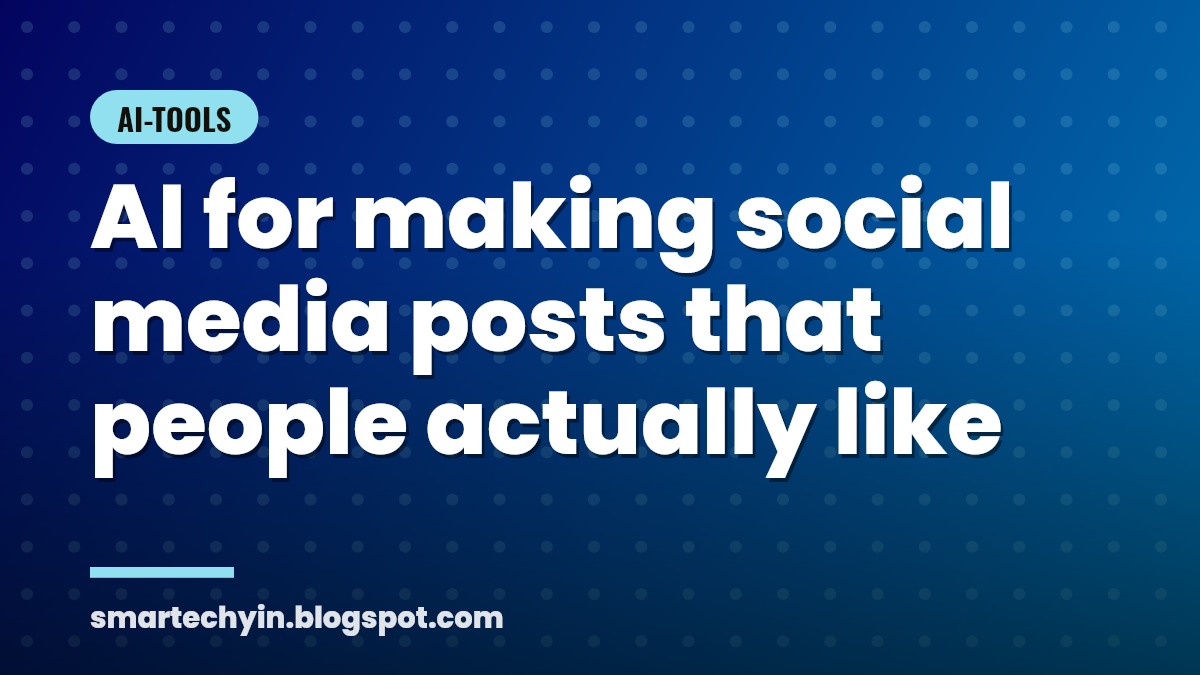 AI-TOOLS
AI for making social
media posts that
people actually like
smartechyin.blogspot.com